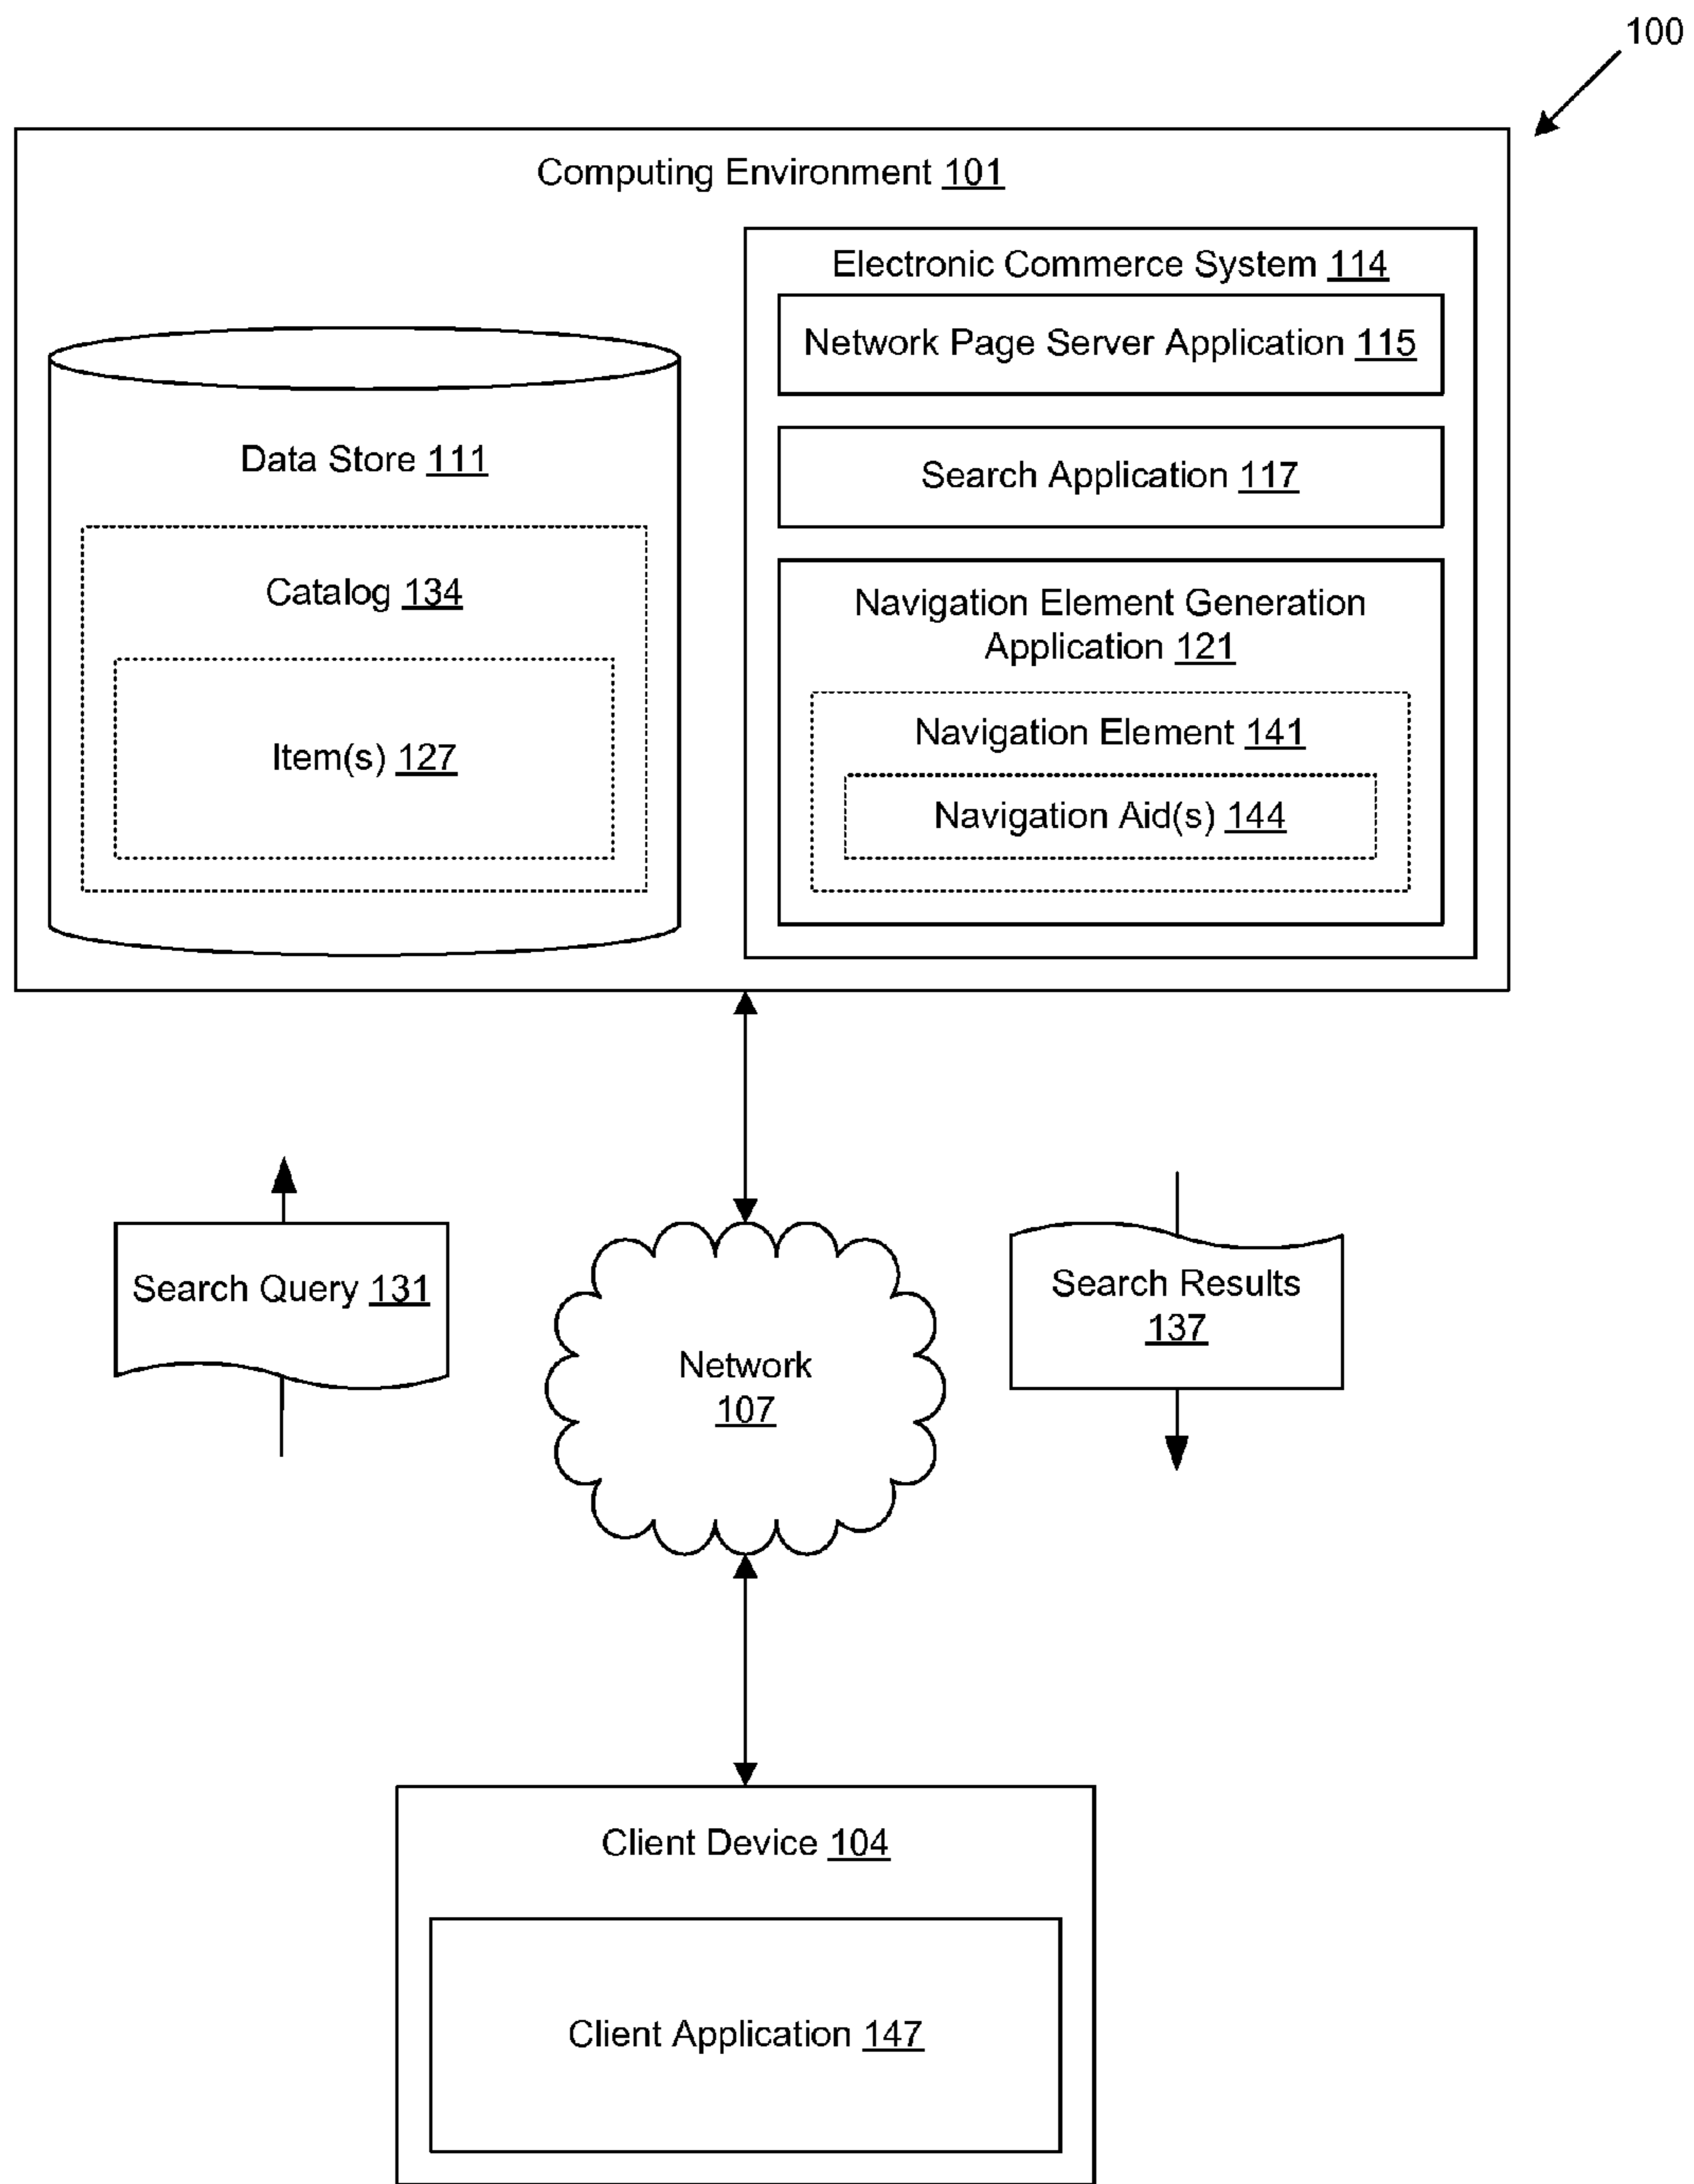 100
Computing Environment 101
Electronic Commerce System 114
Network Page Server Application 115
Data Store 111
Search Application 117
Catalog 134
Navigation Element Generation
Application 121
Item(s) 127
Navigation Element 141
Navigation Aid(s) 144
Search Query 131
Search Results
137
Network
107
Client Device 104
Client Application 147